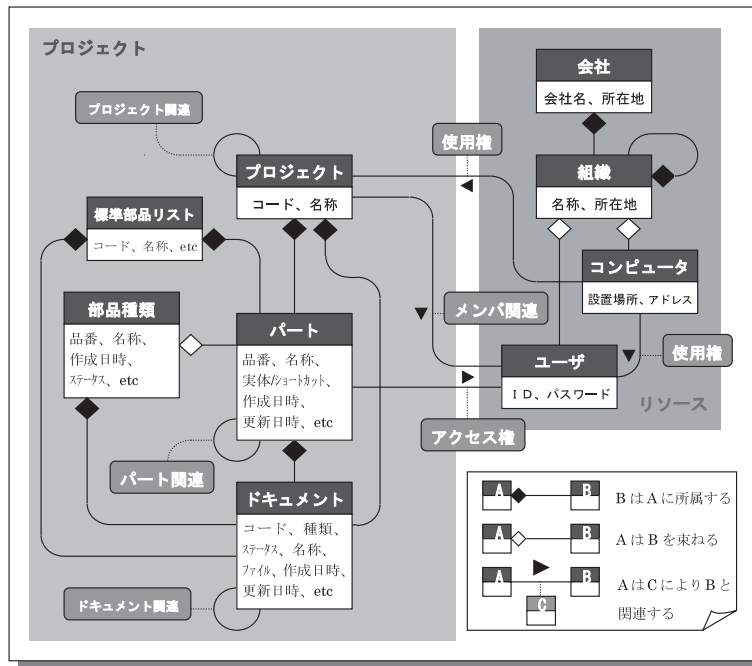 プロジェクト
プロジェクト関連
プロジェクト
コード、名称
標準部品リスト
コード、名称、etc
部品種類
品番、名称、
作成日時、
ステータス、etc
パート
品番、名称、
実体/ショートカット、
作成日時、
更新日時、etc
パート関連
ドキュメント
コード、種類、
ステータス、名称、
ファイル、作成日時、
更新日時、etc
ドキュメント関連
使用権
メンバ関連
アクセス権
会社
会社名、所在地
組織
名称、所在地
コンピュータ
設置場所、アドレス
使用権
ユーザ
ID、パスワード
リソース
A
B
BはAに所属する
A
B
AはBを束ねる
A
B
C
AはCによりBと
関連する